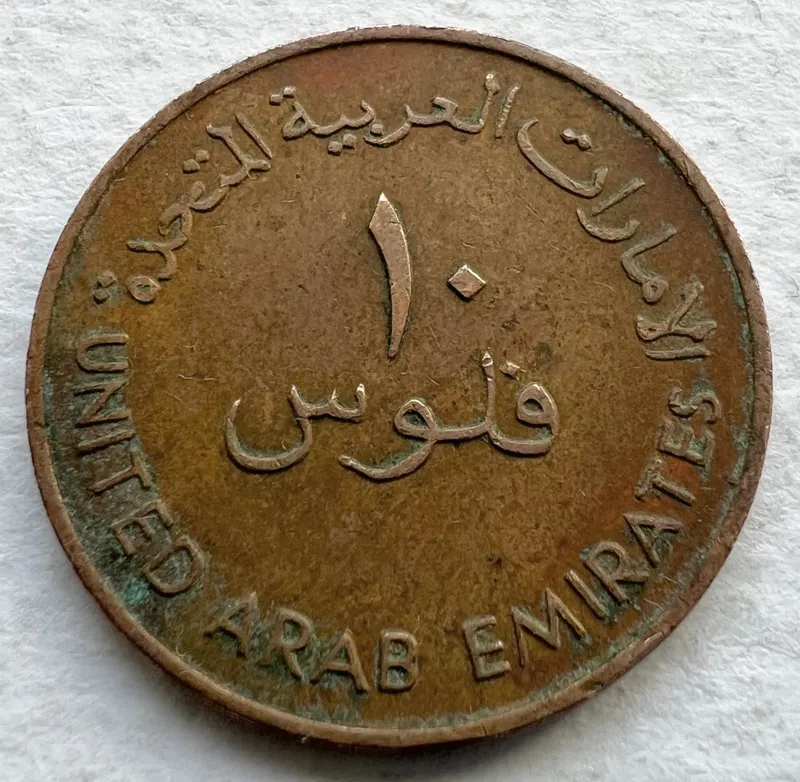 الامارات العربية المتحدة
١٠
فلوس
UNITED ARAB EMIRATES